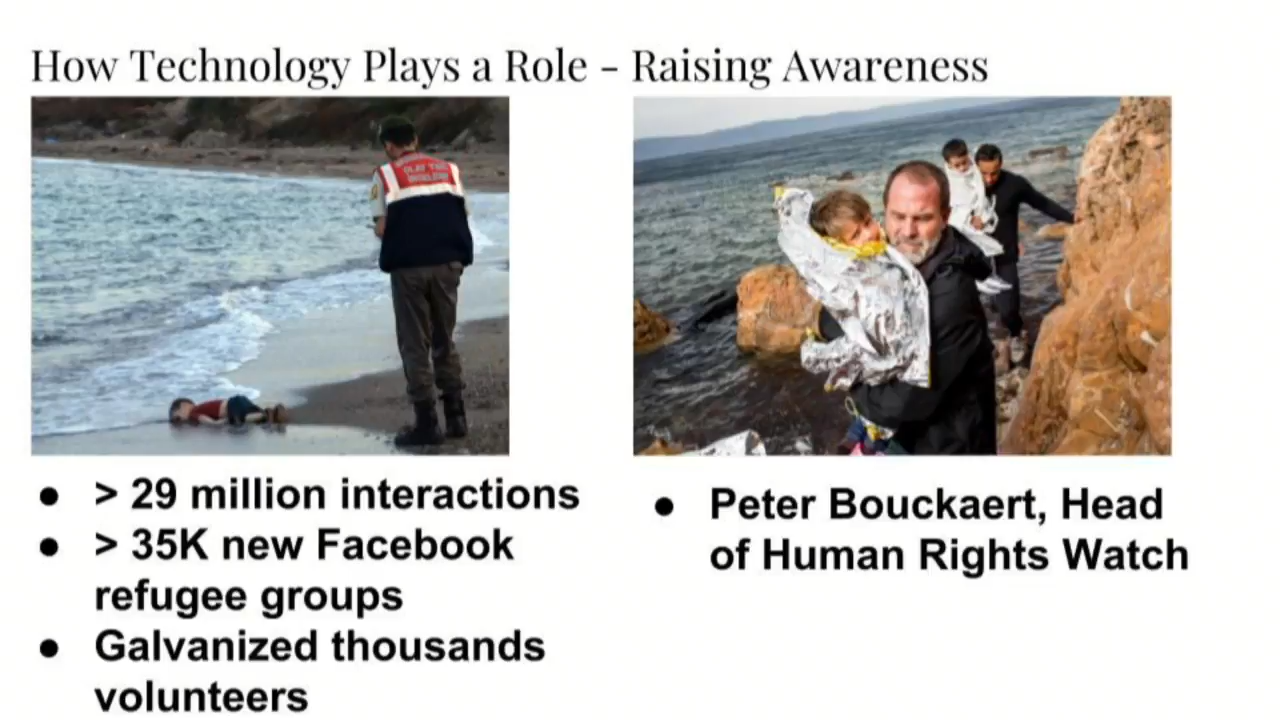 How Technology Plays a Role - Raising Awareness
● > 29 million interactions
● > 35K new Facebook
refugee groups
● Galvanized thousands
volunteers
● Peter Bouckaert, Head
of Human Rights Watch